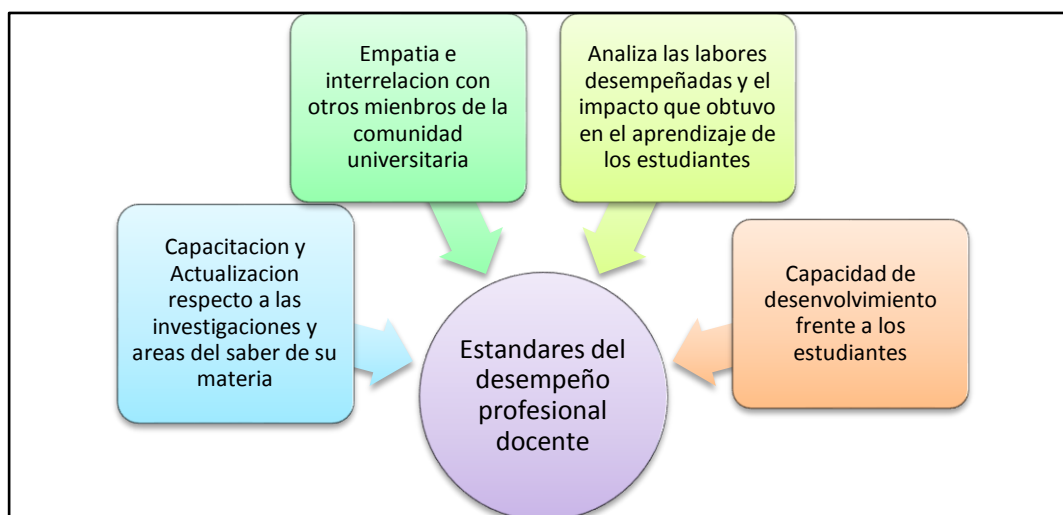 Empatia e
interrelacion con
otros mienbros de la
comunidad
universitaria
Analiza las labores
desempeñadas y el
impacto que obtuvo
en el aprendizaje de
los estudiantes
Capacitacion y
Actualizacion
respecto a las
investigaciones y
areas del saber de su
materia
Capacidad de
desenvolvimiento
frente a los
estudiantes
Estandares del
desempeño
profesional
docente